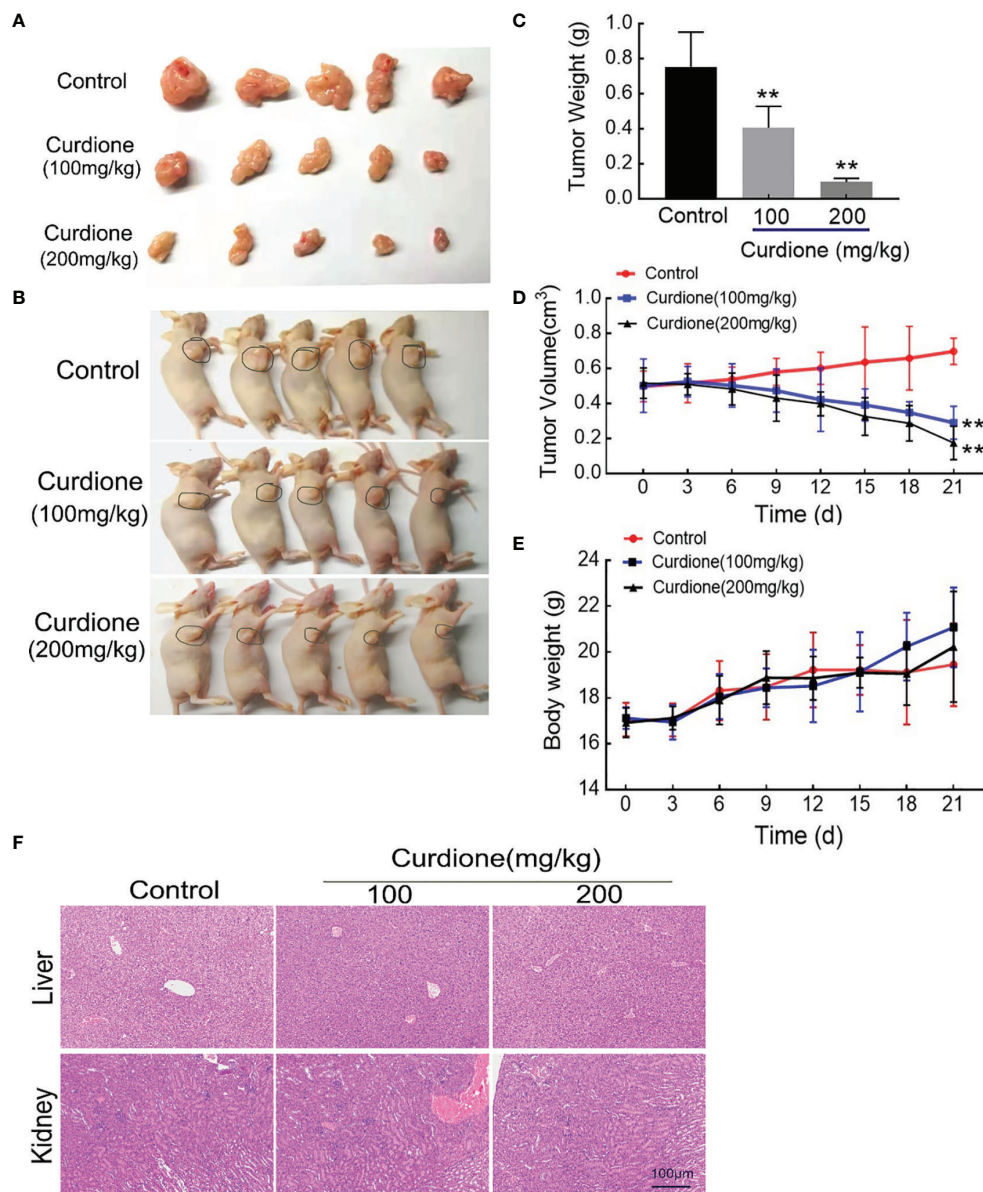 A
Control
Curdione
(100mg/kg)
Curdione
(200mg/kg)
B
Control
Curdione
(100mg/kg)
Curdione
(200mg/kg)
C
Tumor Weight (g)
1.0
0.8
0.6
0.4
0.2
0.0
**
**
Control
100
200
Curdione (mg/kg)
D
Control
Curdione(100mg/kg)
Curdione(200mg/kg)
Tumor Volume(cm³)
1.0
0.8
0.6
0.4
0.2
0.0
**
**
0 3 6 9 12 15 18 21
Time (d)
E
Control
Curdione(100mg/kg)
Curdione(200mg/kg)
Body weight (g)
24
22
20
18
16
14
0 3 6 9 12 15 18 21
Time (d)
F
Curdione(mg/kg)
Control
100
200
Liver
Kidney
100μm